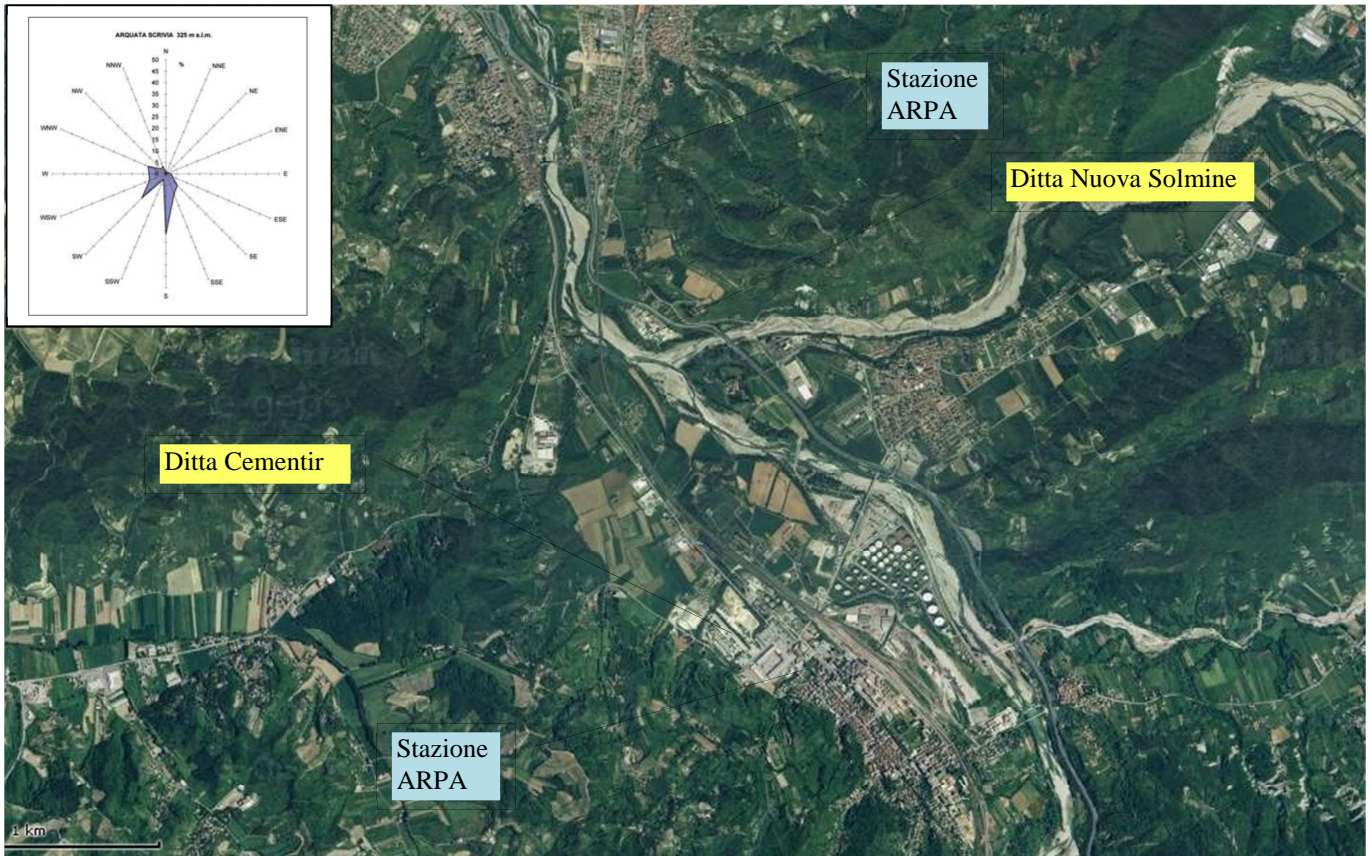 ARQUATA SCRIVIA 325 m s.l.m.
N
%
50
45
40
35
30
25
20
15
10
5
0
NNE
NE
ENE
E
ESE
SE
SSE
S
SSW
SW
WSW
W
WNW
NW
NNW
Stazione
ARPA
Ditta Nuova Solmine
Ditta Cementir
Stazione
ARPA
1 km